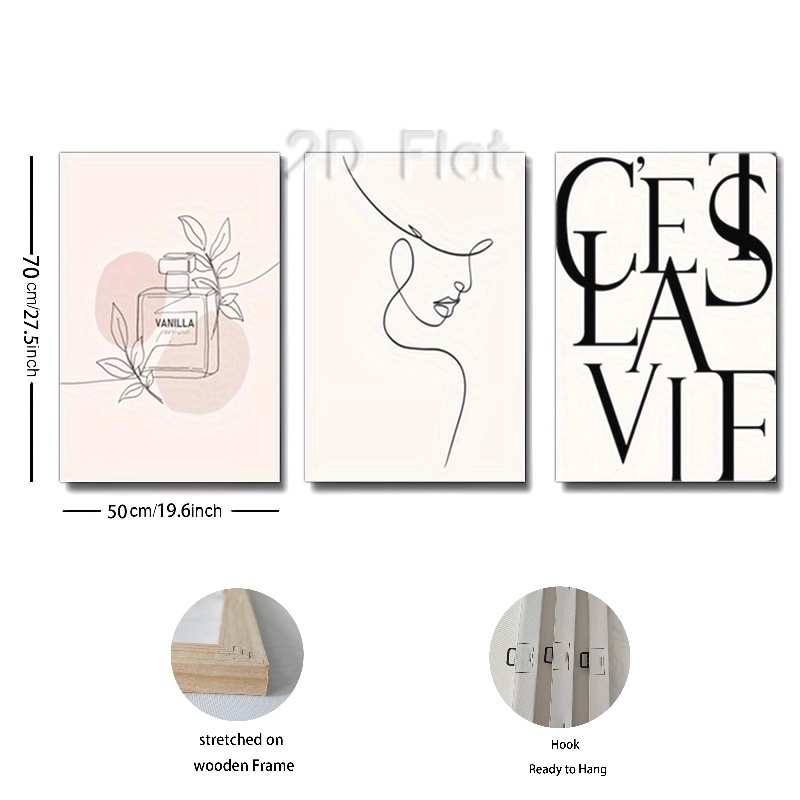 2D Flat
VANILLA
C'EST
LA
VIE
70 cm/27.5inch
50cm/19.6inch
stretched on
wooden Frame
Hook
Ready to Hang